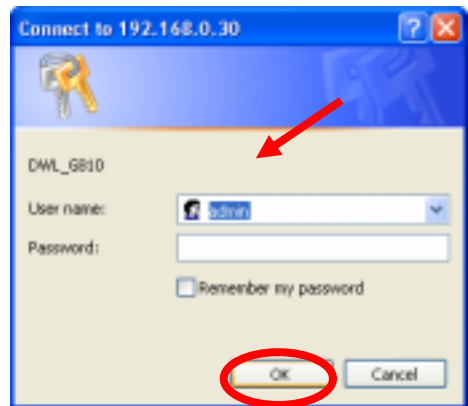 Connect to 192.168.0.30
DWL_G810
User name:
admin
Password:
Remember my password
OK
Cancel